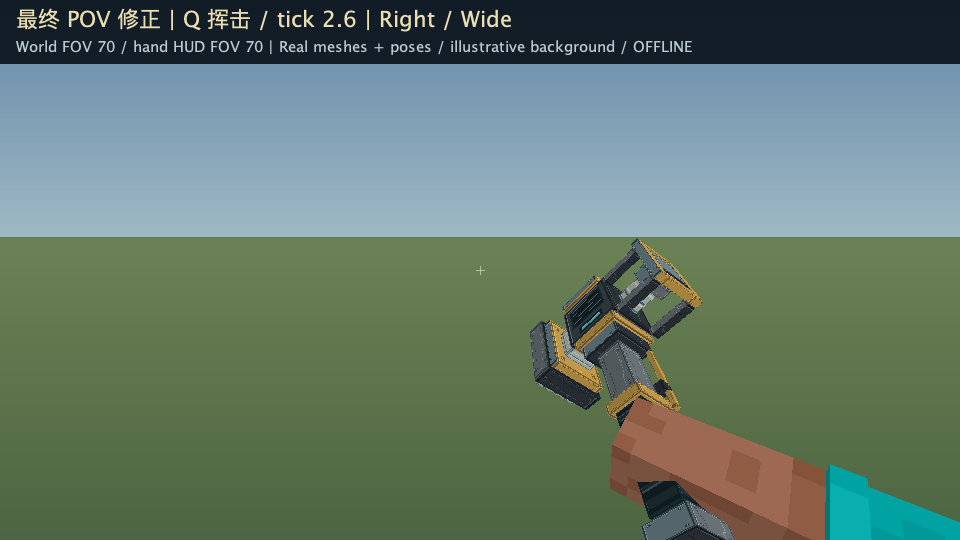 最终 POV 修正 | Q 挥击 / tick 2.6 | Right / Wide
World FOV 70 / hand HUD FOV 70 | Real meshes + poses / illustrative background / OFFLINE